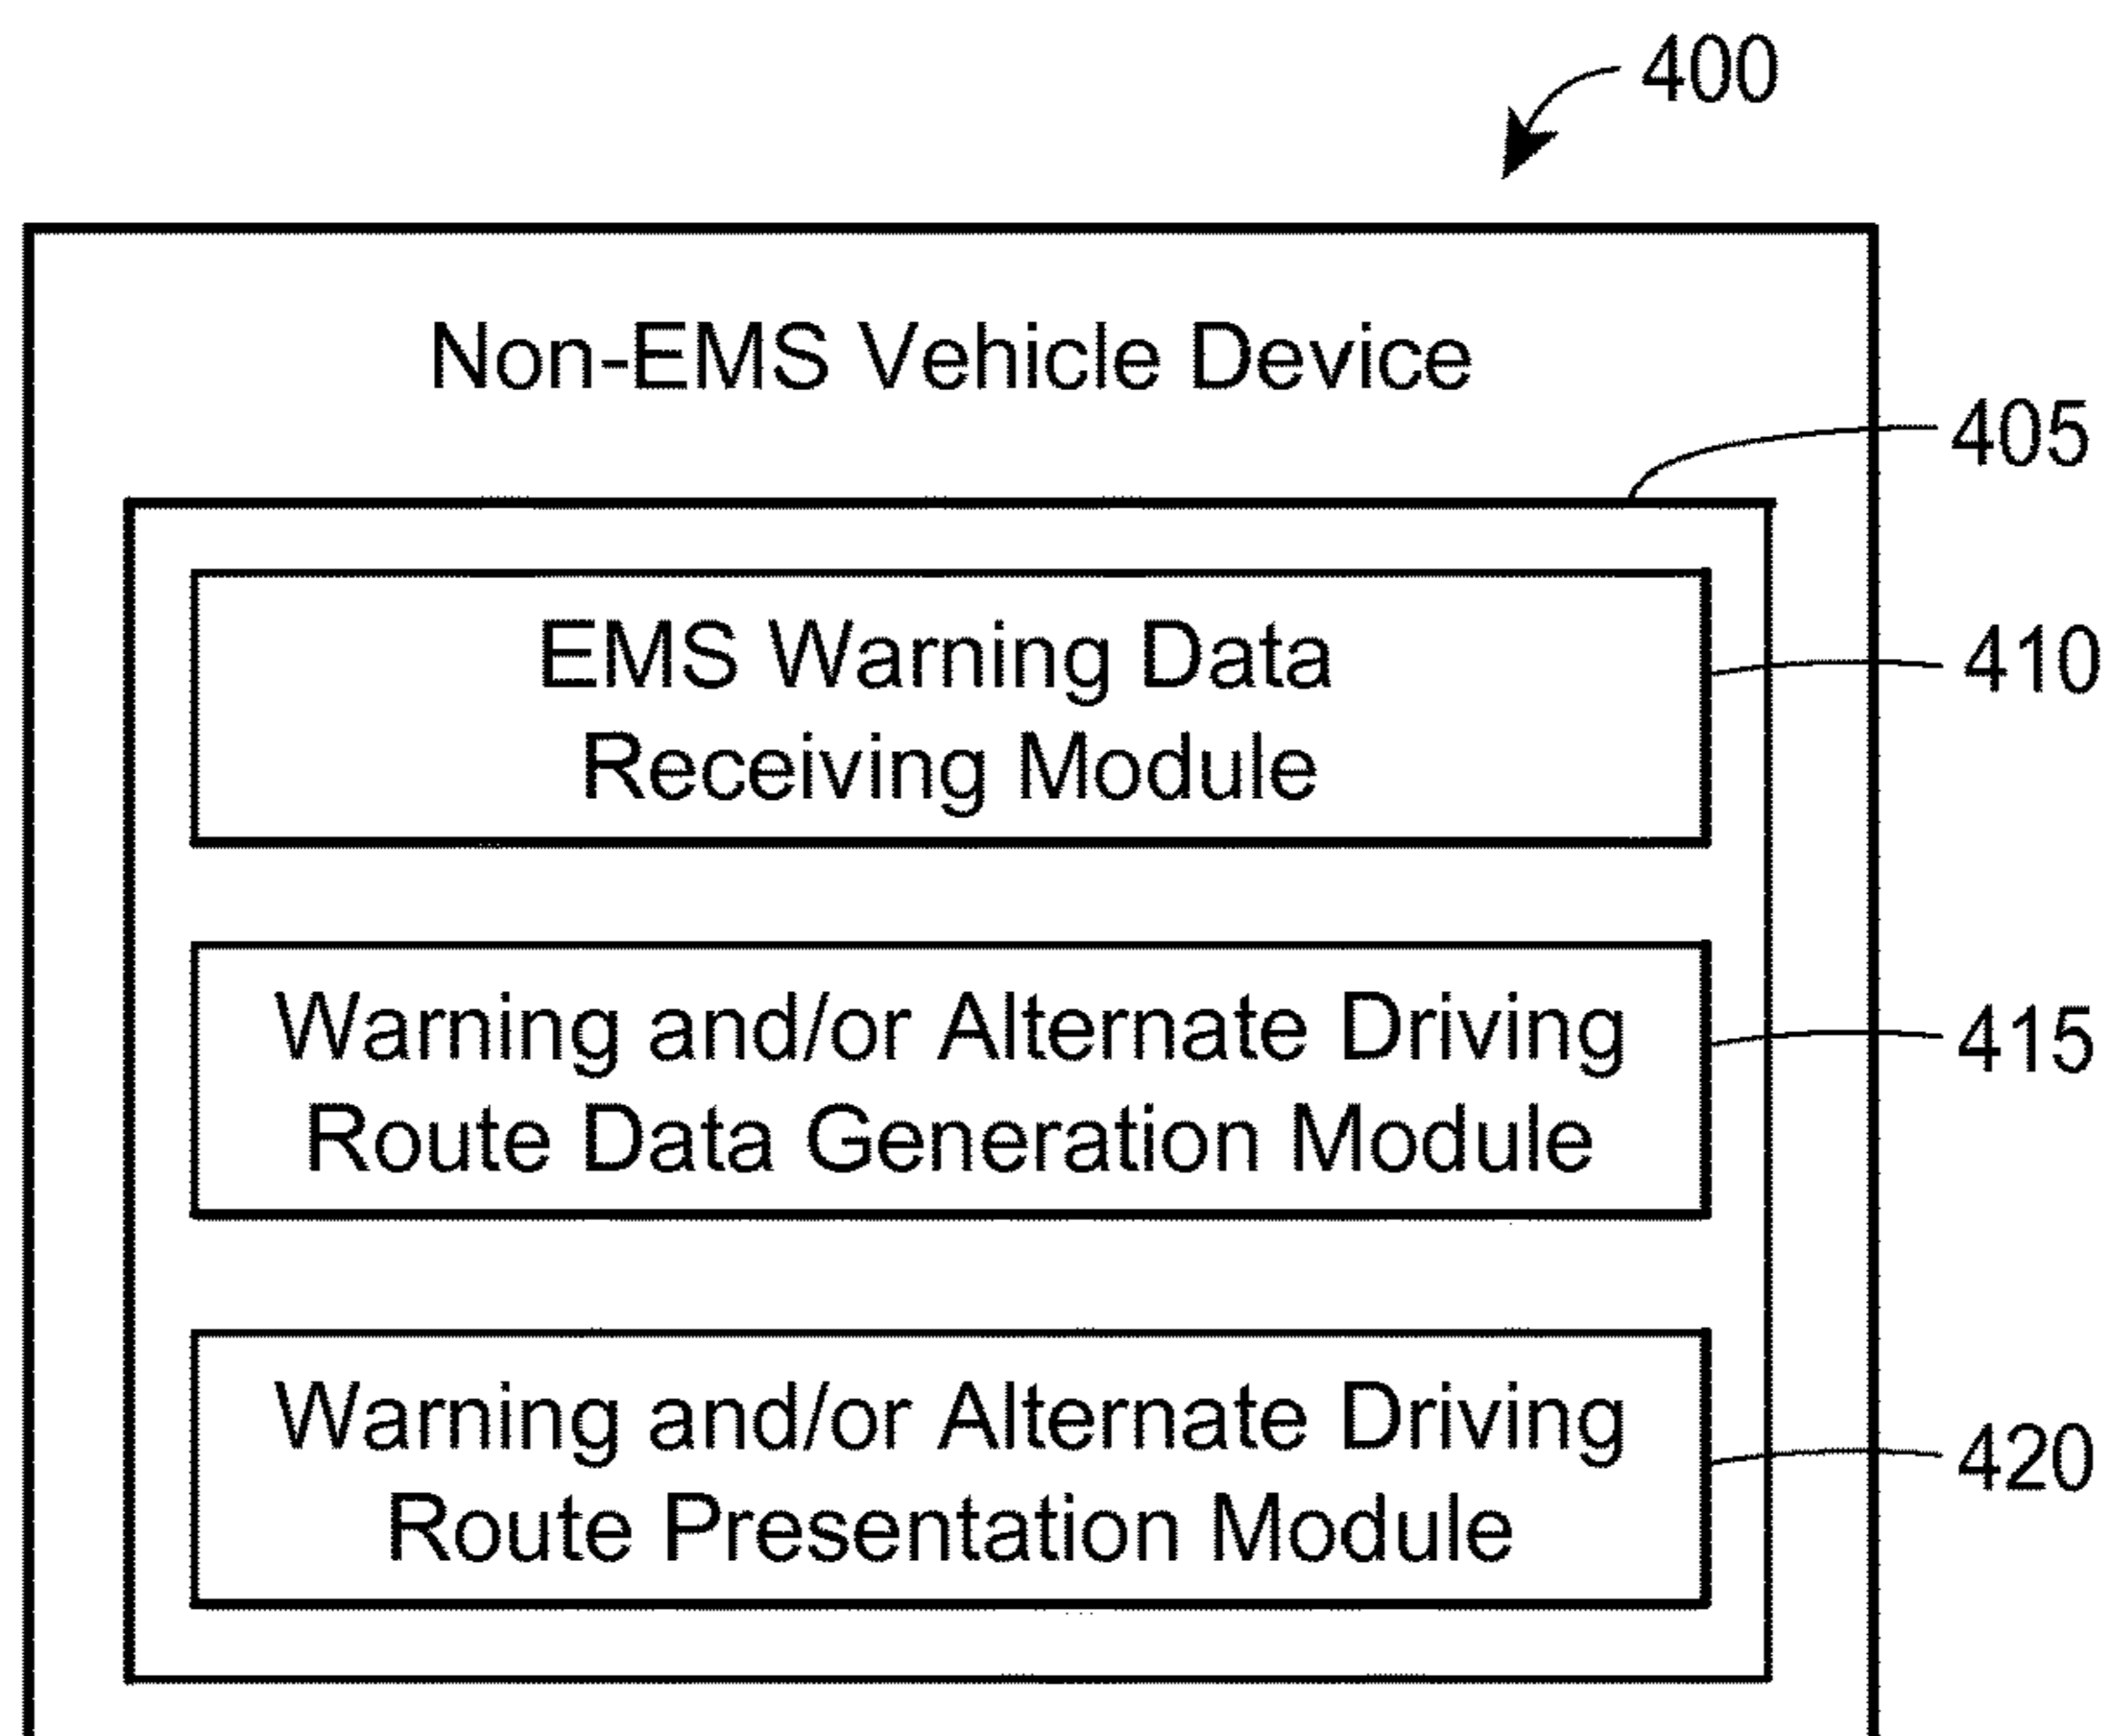 400
Non-EMS Vehicle Device
405
EMS Warning Data
Receiving Module
410
Warning and/or Alternate Driving
Route Data Generation Module
415
Warning and/or Alternate Driving
Route Presentation Module
420